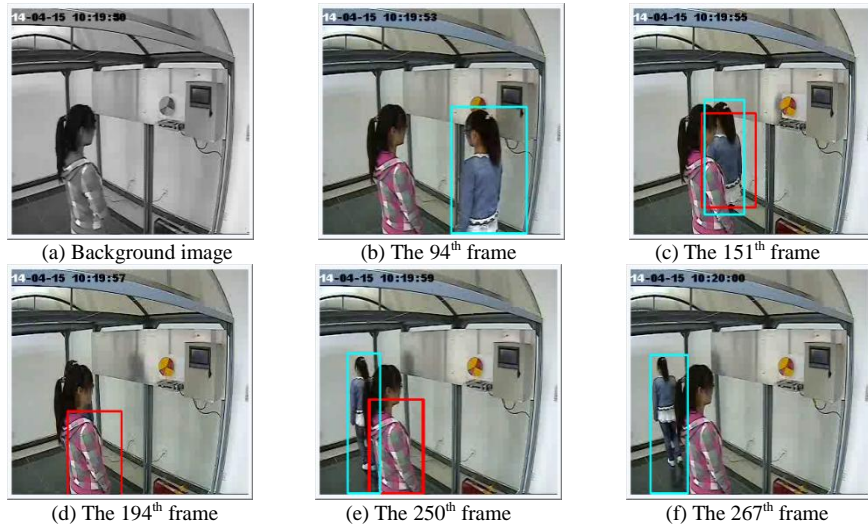 14-04-15 10:19:50
14-04-15 10:19:53
14-04-15 10:19:55
(a) Background image
(b) The 94th frame
(c) The 151th frame
14-04-15 10:19:57
14-04-15 10:19:59
14-04-15 10:20:00
(d) The 194th frame
(e) The 250th frame
(f) The 267th frame